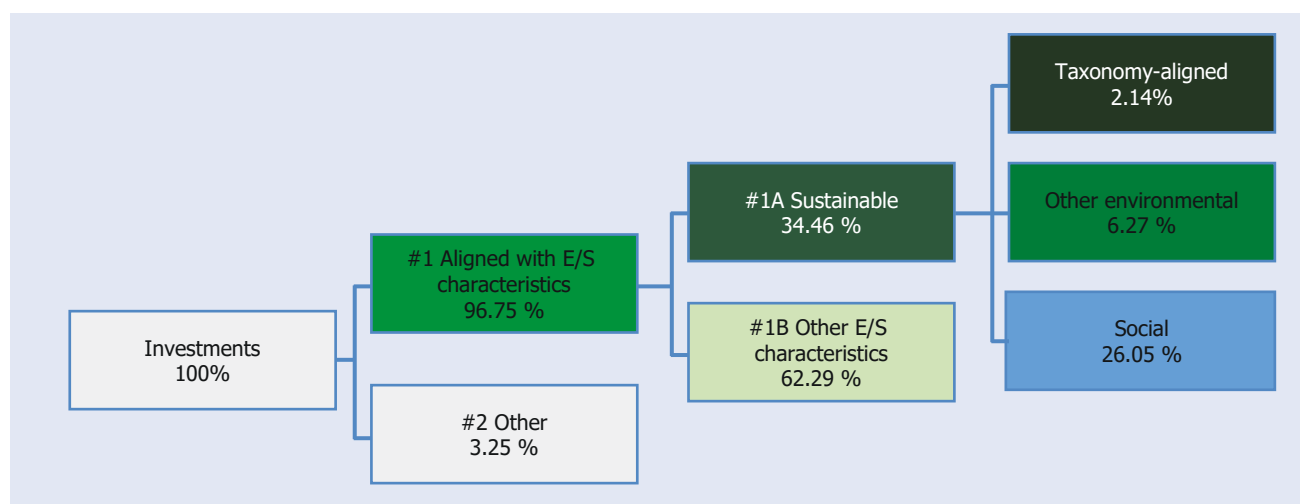 Investments
100%
#1 Aligned with E/S
characteristics
96.75 %
#2 Other
3.25 %
#1A Sustainable
34.46 %
#1B Other E/S
characteristics
62.29 %
Taxonomy-aligned
2.14%
Other environmental
6.27 %
Social
26.05 %